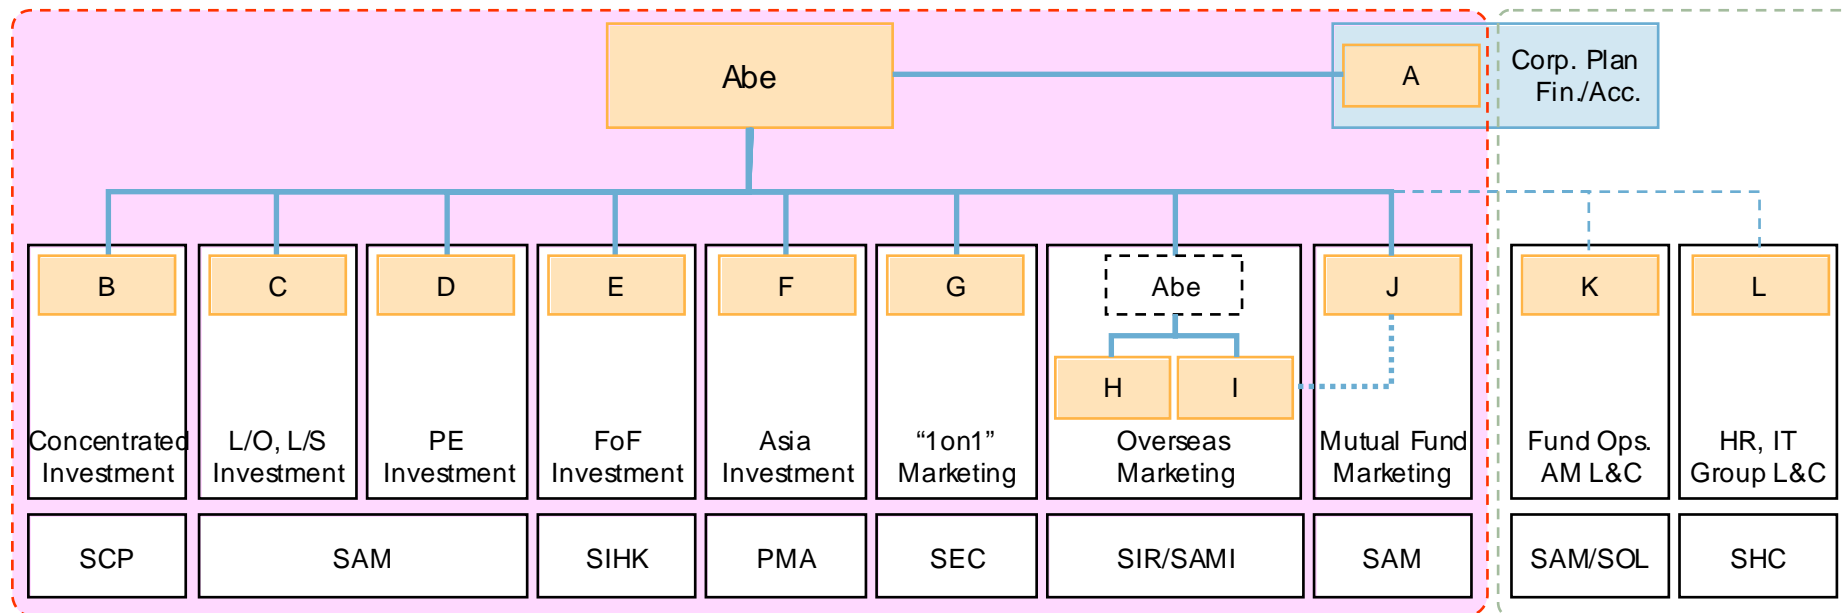 Abe
A
Corp. Plan
Fin./Acc.
B
C
D
E
F
G
Abe
J
K
L
H
I
Concentrated
Investment
L/O, L/S
Investment
PE
Investment
FoF
Investment
Asia
Investment
“1on1”
Marketing
Overseas
Marketing
Mutual Fund
Marketing
Fund Ops.
AM L&C
HR, IT
Group L&C
SCP
SAM
SIHK
PMA
SEC
SIR/SAMI
SAM
SAM/SOL
SHC